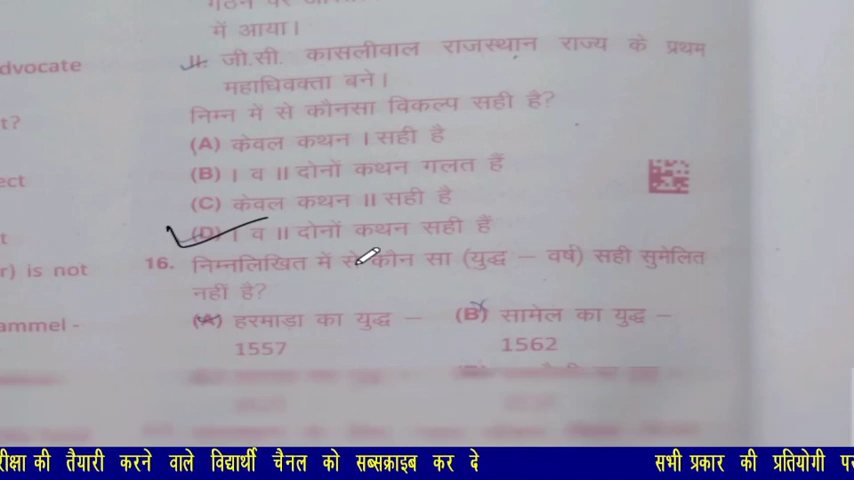 में आया।
dvocate
II. जी.सी. कासलीवाल राजस्थान राज्य के प्रथम
महाधिवक्ता बने।
t?
निम्न में से कौनसा विकल्प सही है?
(A) केवल कथन I सही है
ect
(B) I व II दोनों कथन गलत हैं
(C) केवल कथन II सही है
t
(D) I व II दोनों कथन सही हैं
r) is not
16. निम्नलिखित में से कौन सा (युद्ध – वर्ष) सही सुमेलित
नहीं है?
ammel -
(A) हरमाड़ा का युद्ध – (B) सामेल का युद्ध –
1557 1562
रीक्षा की तैयारी करने वाले विद्यार्थी चैनल को सब्सक्राइब कर दे सभी प्रकार की प्रतियोगी पर